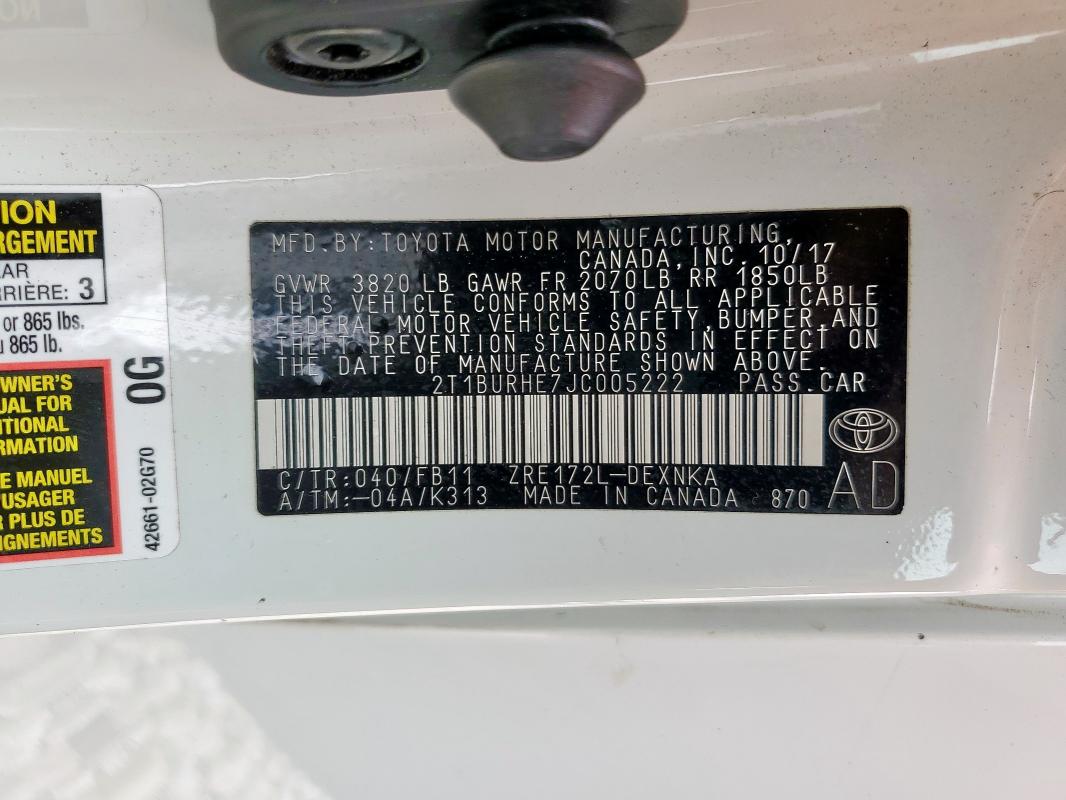 ION
RGEMENT
AR
RRIÈRE: 3
or 865 lbs.
u 865 lb.
0G
WNER'S
UAL FOR
ITIONAL
ORMATION
E MANUEL
'USAGER
R PLUS DE
IGNEMENTS
42661-02G70
MFD.BY:TOYOTA MOTOR MANUFACTURING,
CANADA,INC.10/17
GVWR 3820 LB GAWR FR 2070LB RR 1850LB
THIS VEHICLE CONFORMS TO ALL APPLICABLE
FEDERAL MOTOR VEHICLE SAFETY,BUMPER,AND
THEFT PREVENTION STANDARDS IN EFFECT ON
THE DATE OF MANUFACTURE SHOWN ABOVE.
2T1BURHE7JC005222 PASS.CAR
C/TR:040/FB11 ZRE172L-DEXNKA
A/TM:-04A/K313 MADE IN CANADA 870
AD